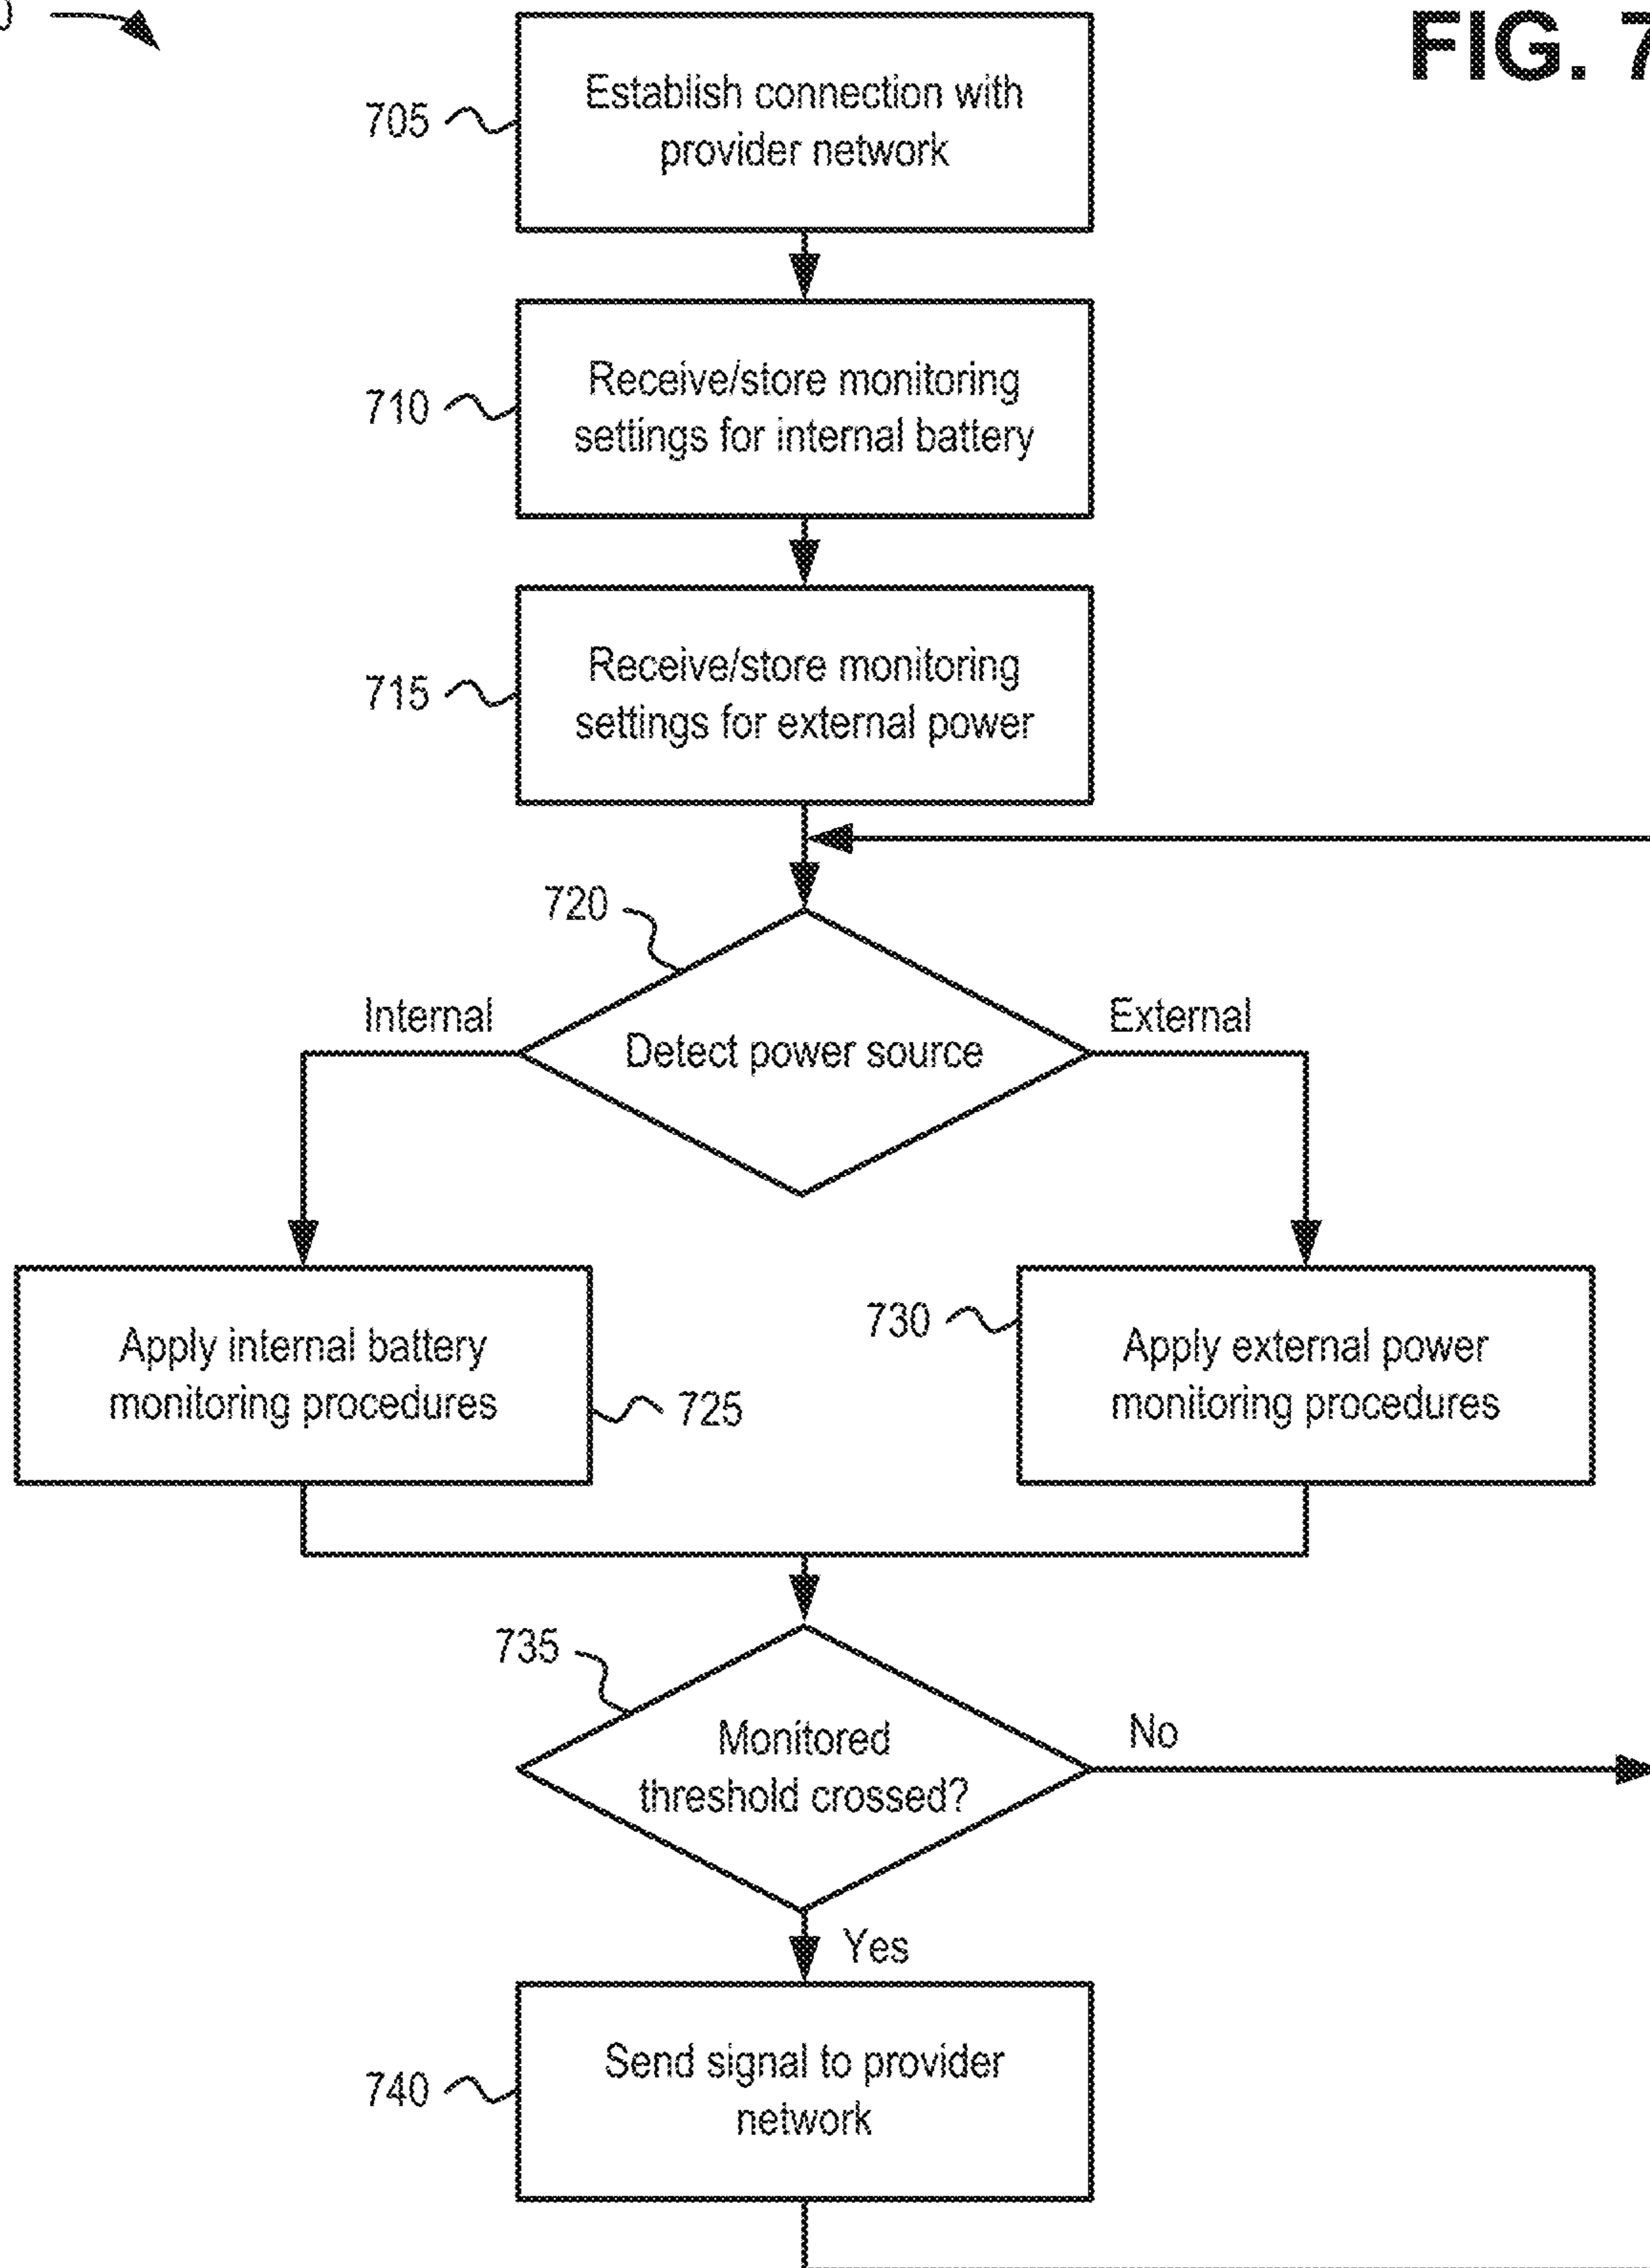 FIG. 7
Establish connection with
provider network
705
Receive/store monitoring
settings for internal battery
710
Receive/store monitoring
settings for external power
715
720
Internal
Detect power source
External
Apply internal battery
monitoring procedures
725
730
Apply external power
monitoring procedures
735
Monitored
threshold crossed?
No
Yes
Send signal to provider
network
740